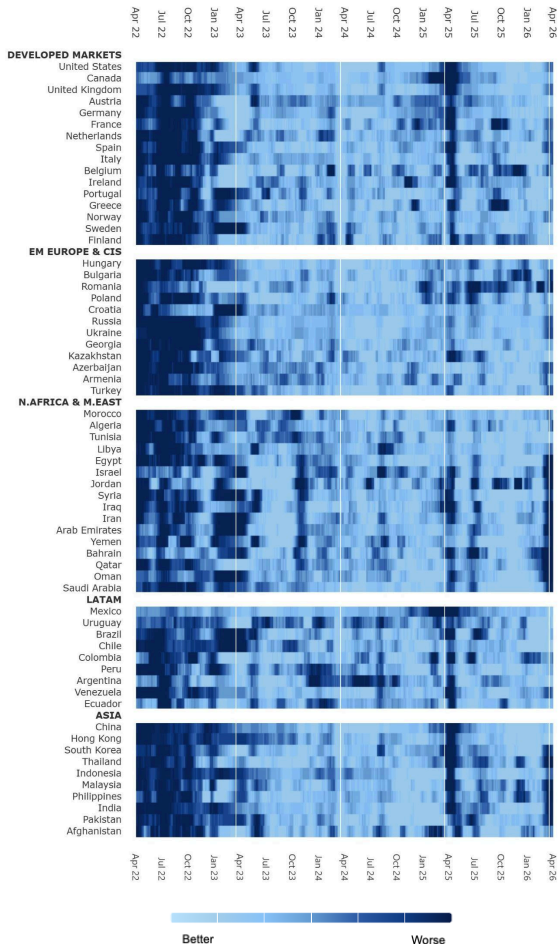 Apr 22 Jul 22 Oct 22 Jan 23 Apr 23 Jul 23 Oct 23 Jan 24 Apr 24 Jul 24 Oct 24 Jan 25 Apr 25 Jul 25 Oct 25 Jan 26 Apr 26
DEVELOPED MARKETS
United States
Canada
United Kingdom
Austria
Germany
France
Netherlands
Spain
Italy
Belgium
Ireland
Portugal
Greece
Norway
Sweden
Finland
EM EUROPE & CIS
Hungary
Bulgaria
Romania
Poland
Croatia
Russia
Ukraine
Georgia
Kazakhstan
Azerbaijan
Armenia
Turkey
N.AFRICA & M.EAST
Morocco
Algeria
Tunisia
Libya
Egypt
Israel
Jordan
Syria
Iraq
Iran
Arab Emirates
Yemen
Bahrain
Qatar
Oman
Saudi Arabia
LATAM
Mexico
Uruguay
Brazil
Chile
Colombia
Peru
Argentina
Venezuela
Ecuador
ASIA
China
Hong Kong
South Korea
Thailand
Indonesia
Malaysia
Philippines
India
Pakistan
Afghanistan
Apr 22 Jul 22 Oct 22 Jan 23 Apr 23 Jul 23 Oct 23 Jan 24 Apr 24 Jul 24 Oct 24 Jan 25 Apr 25 Jul 25 Oct 25 Jan 26 Apr 26
Better Worse